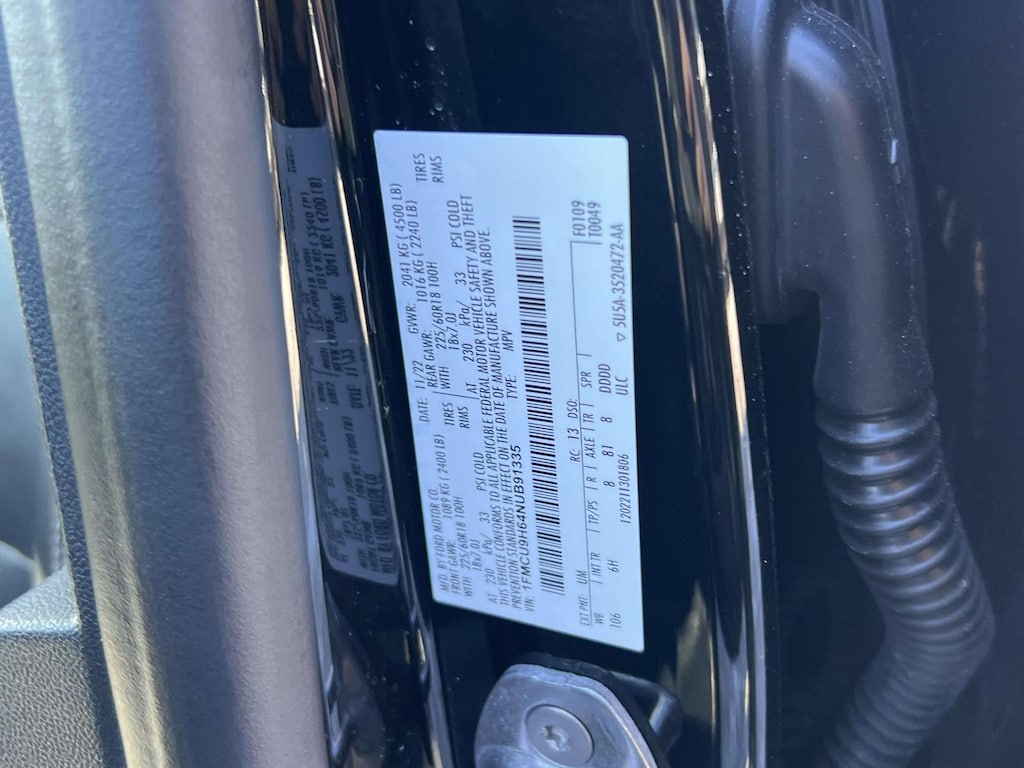 MFD. BY FORD MOTOR CO. DATE: 11/22 GVWR: 2041 KG ( 4500 LB)
FRONT GAWR: 1089 KG ( 2400 LB) REAR GAWR: 1016 KG ( 2240 LB)
WITH 225/60R18 100H TIRES WITH 225/60R18 100H TIRES
18x7.0J RIMS 18x7.0J RIMS
AT 230 kPa/ 33 PSI COLD AT 230 kPa/ 33 PSI COLD
THIS VEHICLE CONFORMS TO ALL APPLICABLE FEDERAL MOTOR VEHICLE SAFETY AND THEFT
PREVENTION STANDARDS IN EFFECT ON THE DATE OF MANUFACTURE SHOWN ABOVE.
VIN: 1FMCU9H64NUB91335 TYPE: MPV
EXT PNT: UM RC: 13 DSO: F0109
WB INT TR TP/PS R AXLE TR SPR T0049
106 6H 8 81 8 DDDD
1202211301806 ULC ▽ 5U5A-3520472-AA